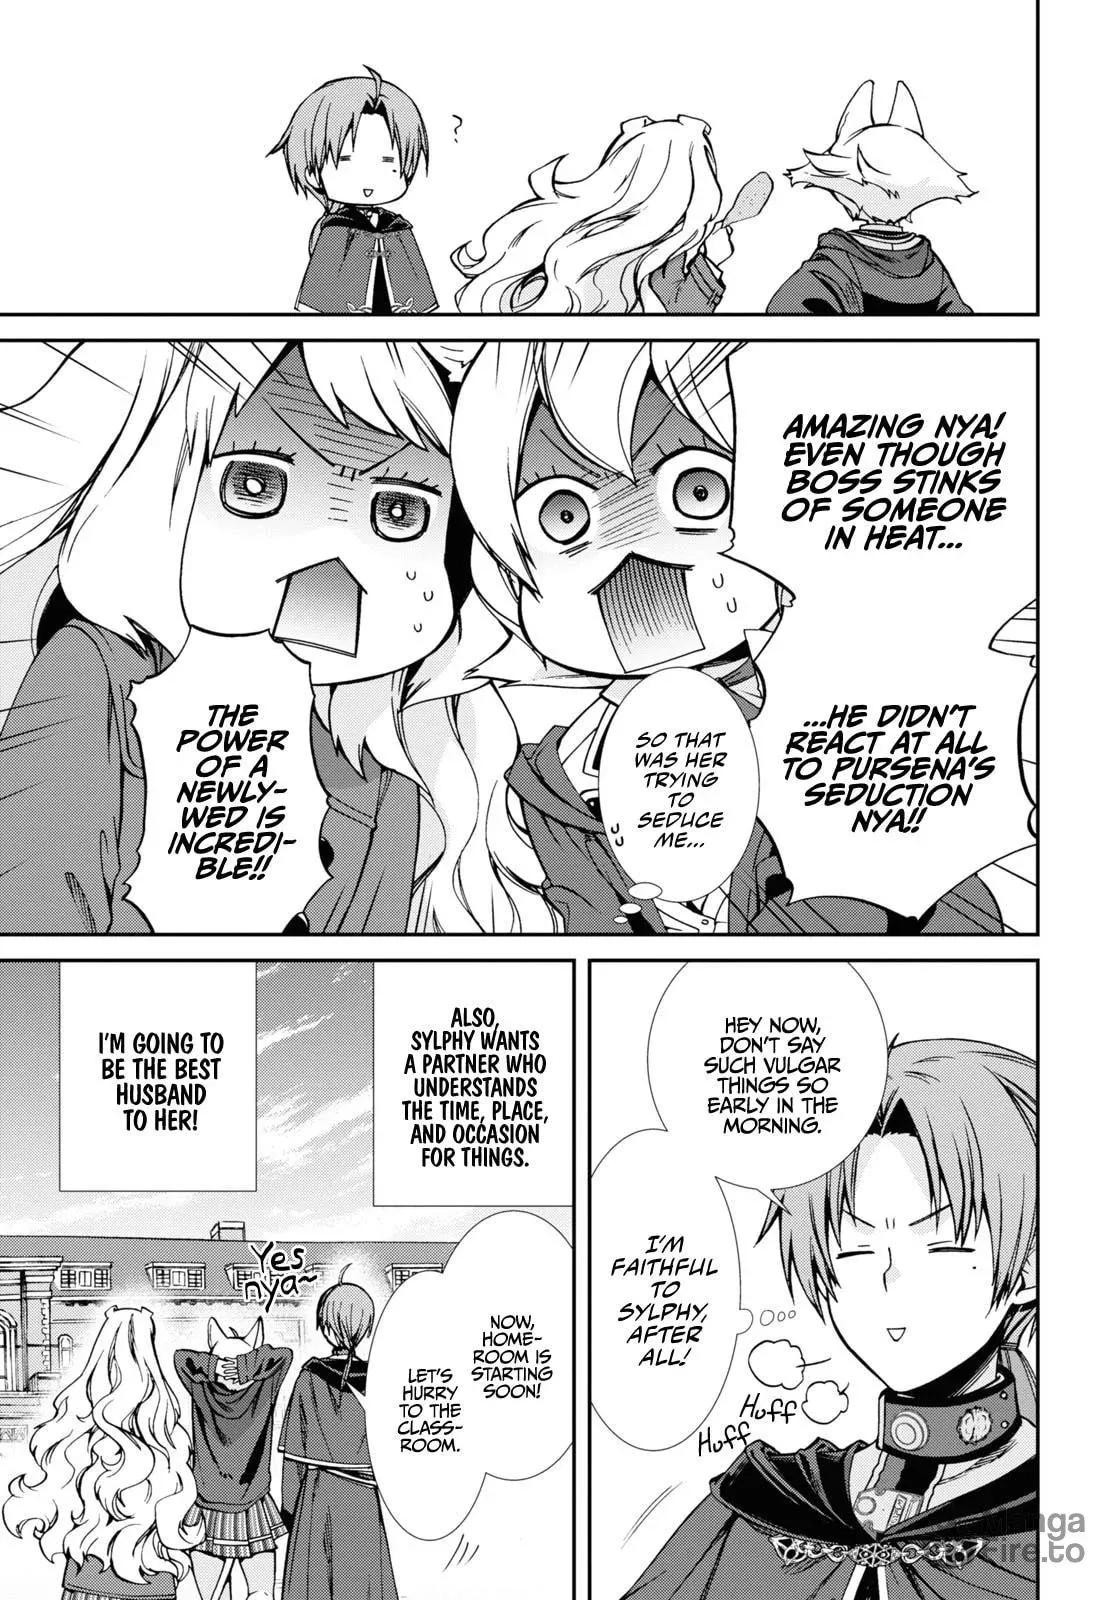 ?
AMAZING NYA!
EVEN THOUGH
BOSS STINKS
OF SOMEONE
IN HEAT...
...HE DIDN'T
REACT AT ALL
TO PURSENA'S
SEDUCTION
NYA!!
SO THAT
WAS HER
TRYING
TO
SEDUCE
ME...
THE
POWER
OF A
NEWLY-
WED IS
INCREDI-
BLE!!
HEY NOW,
DON'T SAY
SUCH VULGAR
THINGS SO
EARLY IN THE
MORNING.
I'M
FAITHFUL
TO
SYLPHY,
AFTER
ALL!
Huff
Huff
ALSO,
SYLPHY WANTS
A PARTNER WHO
UNDERSTANDS
THE TIME, PLACE,
AND OCCASION
FOR THINGS.
I'M GOING TO
BE THE BEST
HUSBAND
TO HER!
NOW,
HOME-
ROOM IS
STARTING
SOON!
LET'S
HURRY
TO THE
CLASS-
ROOM.
Yes
nya~
Manga
Fire.to